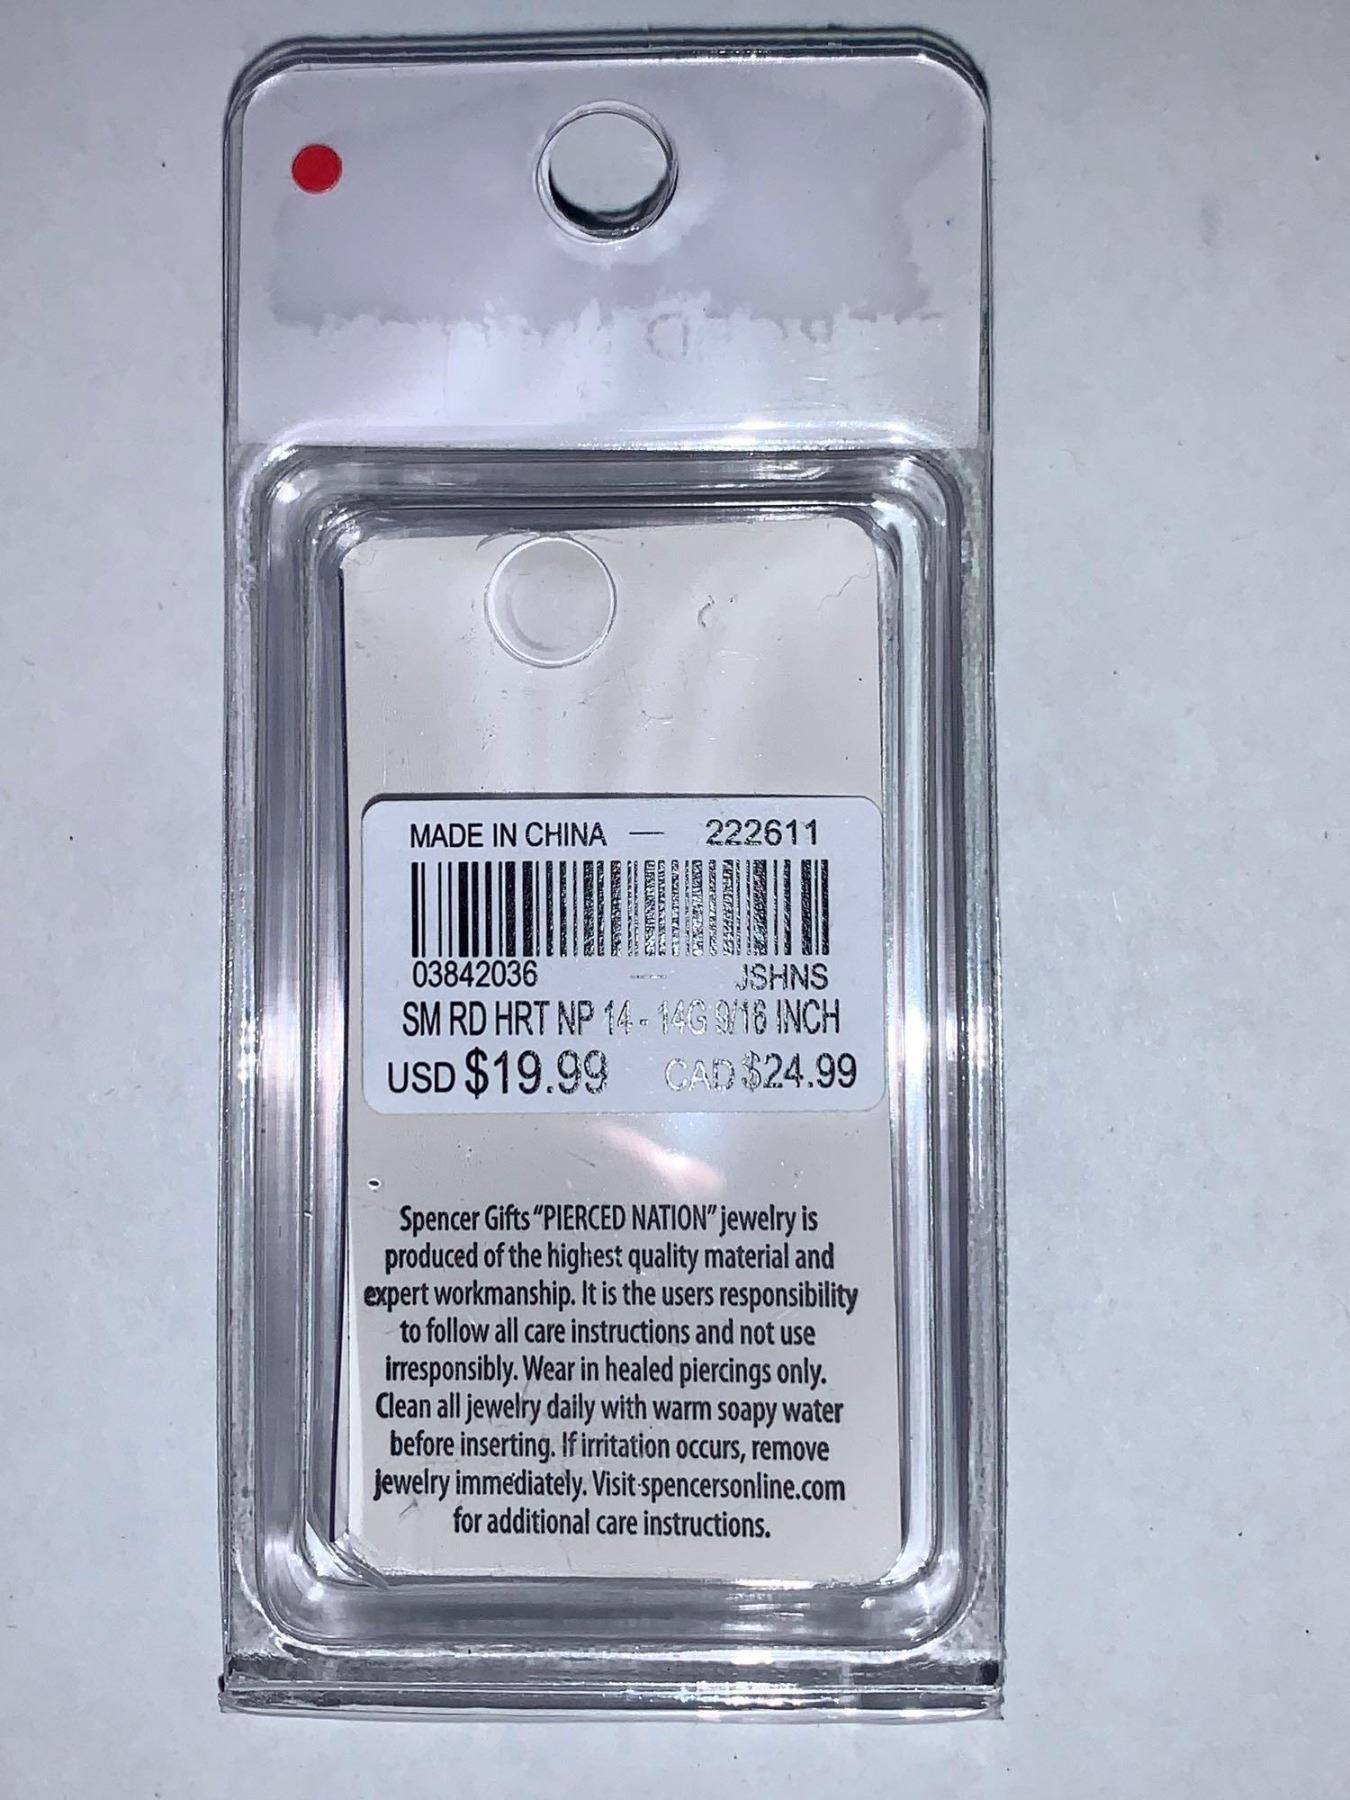 MADE IN CHINA — 222611
03842036 — JSHNS
SM RD HRT NP 14 - 14G 9/16 INCH
USD $19.99 CAD $24.99
Spencer Gifts “PIERCED NATION” jewelry is
produced of the highest quality material and
expert workmanship. It is the users responsibility
to follow all care instructions and not use
irresponsibly. Wear in healed piercings only.
Clean all jewelry daily with warm soapy water
before inserting. If irritation occurs, remove
jewelry immediately. Visit spencersonline.com
for additional care instructions.